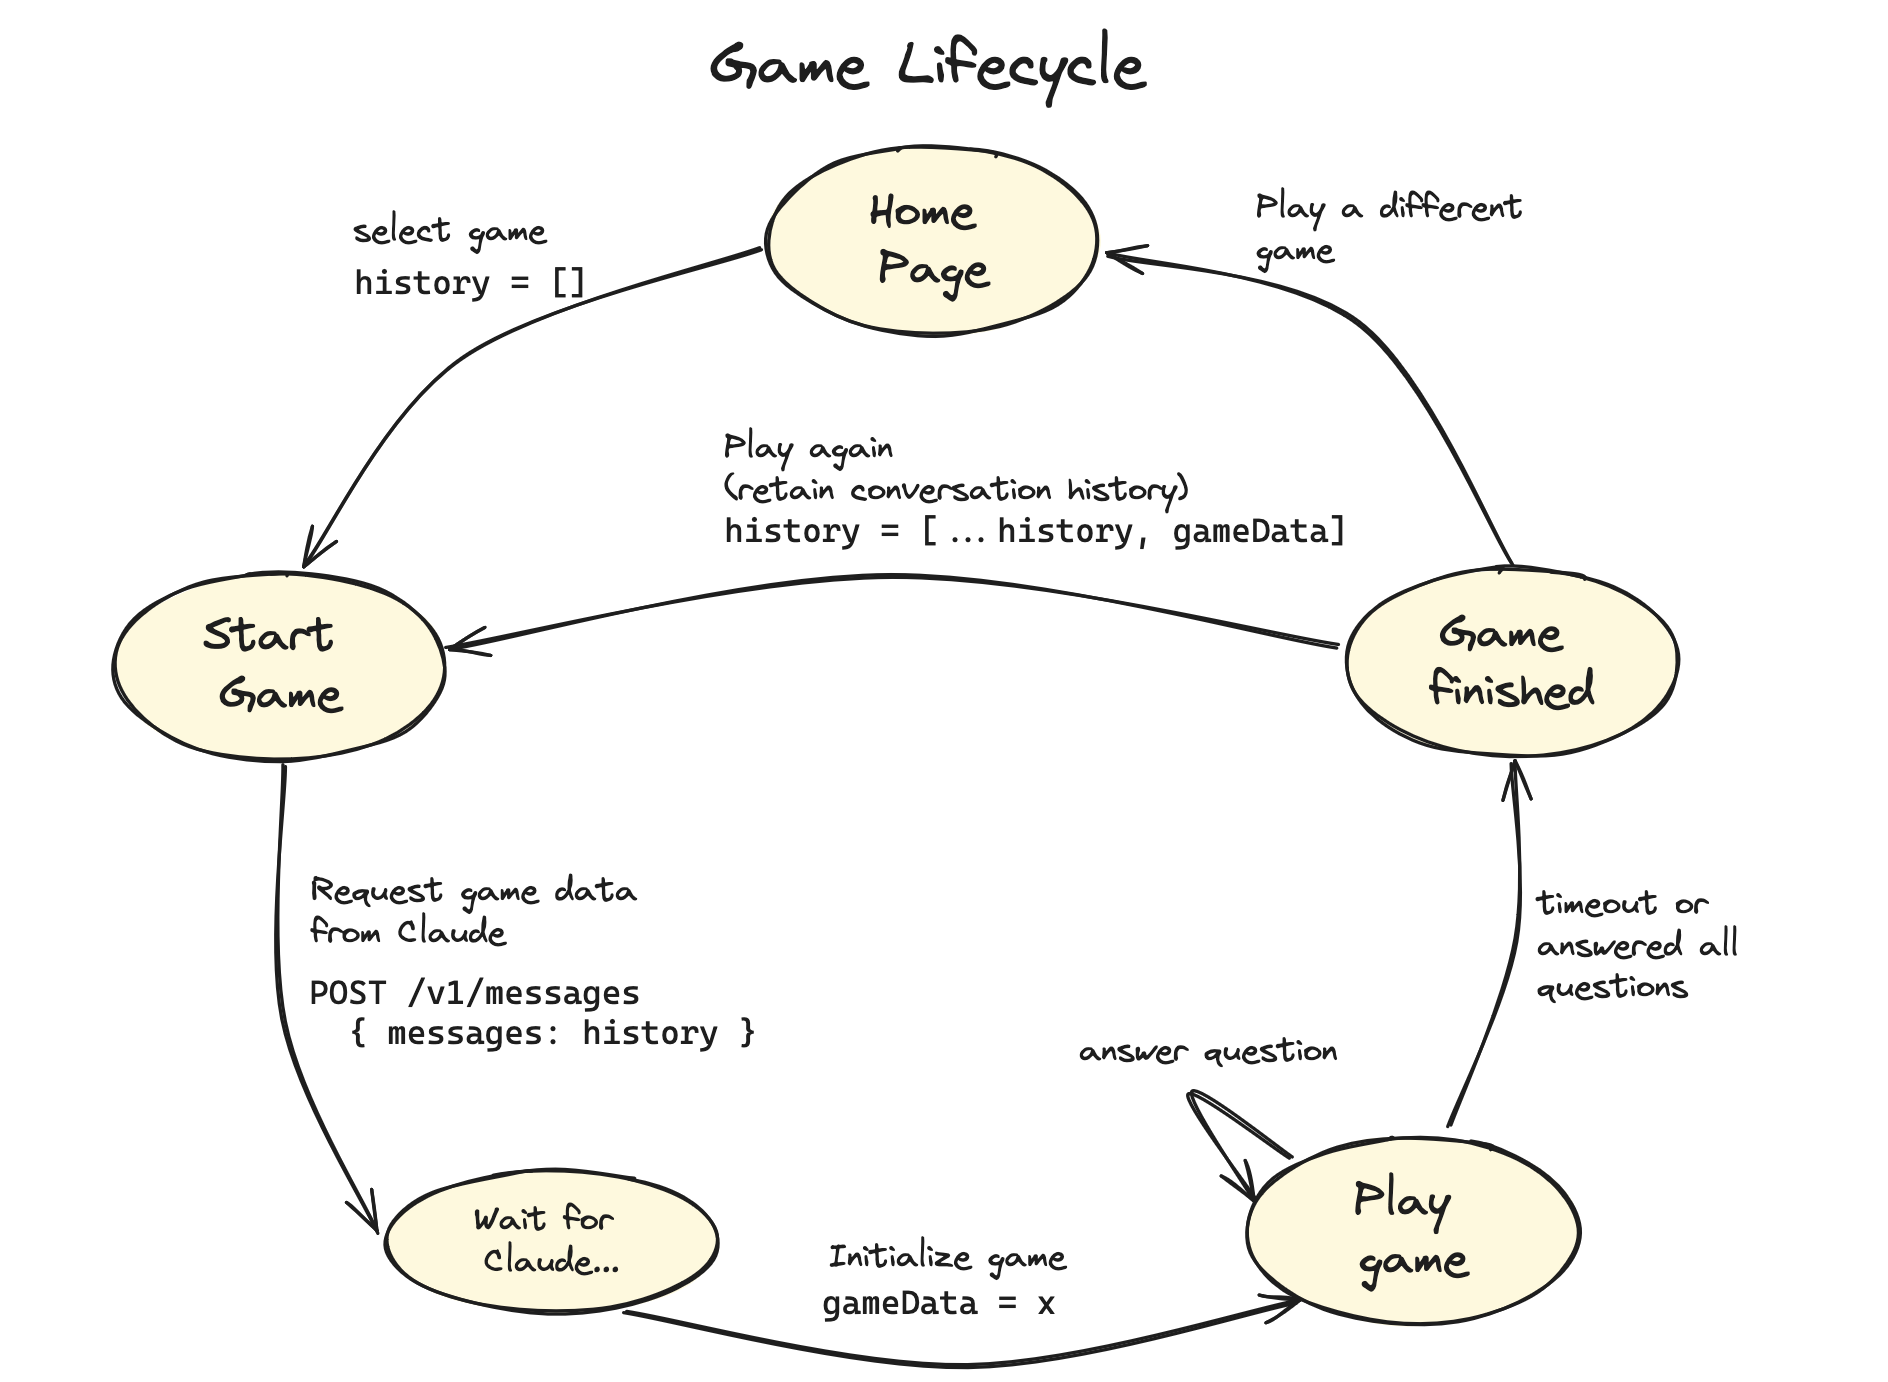 Game Lifecycle
Home
Page
Play a different
game
select game
history = []
Play again
(retain conversation history)
history = [...history, gameData]
Start
Game
Game
finished
Request game data
from Claude
POST /v1/messages
{ messages: history }
timeout or
answered all
questions
answer question
Wait for
Claude...
Initialize game
gameData = x
Play
game